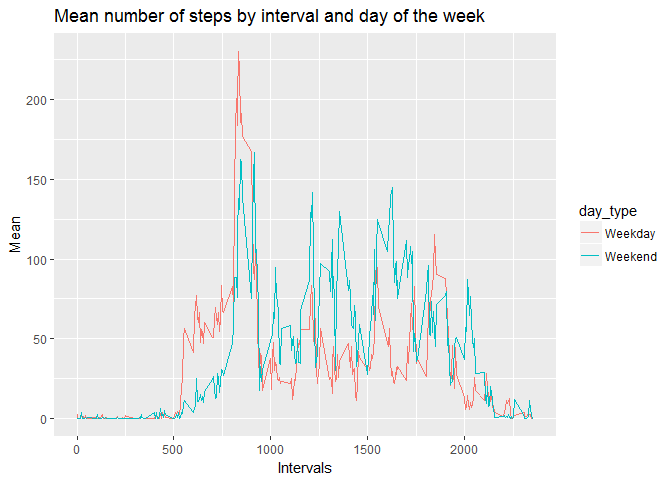 Mean number of steps by interval and day of the week
200
150
100
50
0
Mean
0 500 1000 1500 2000
Intervals
day_type
Weekday
Weekend